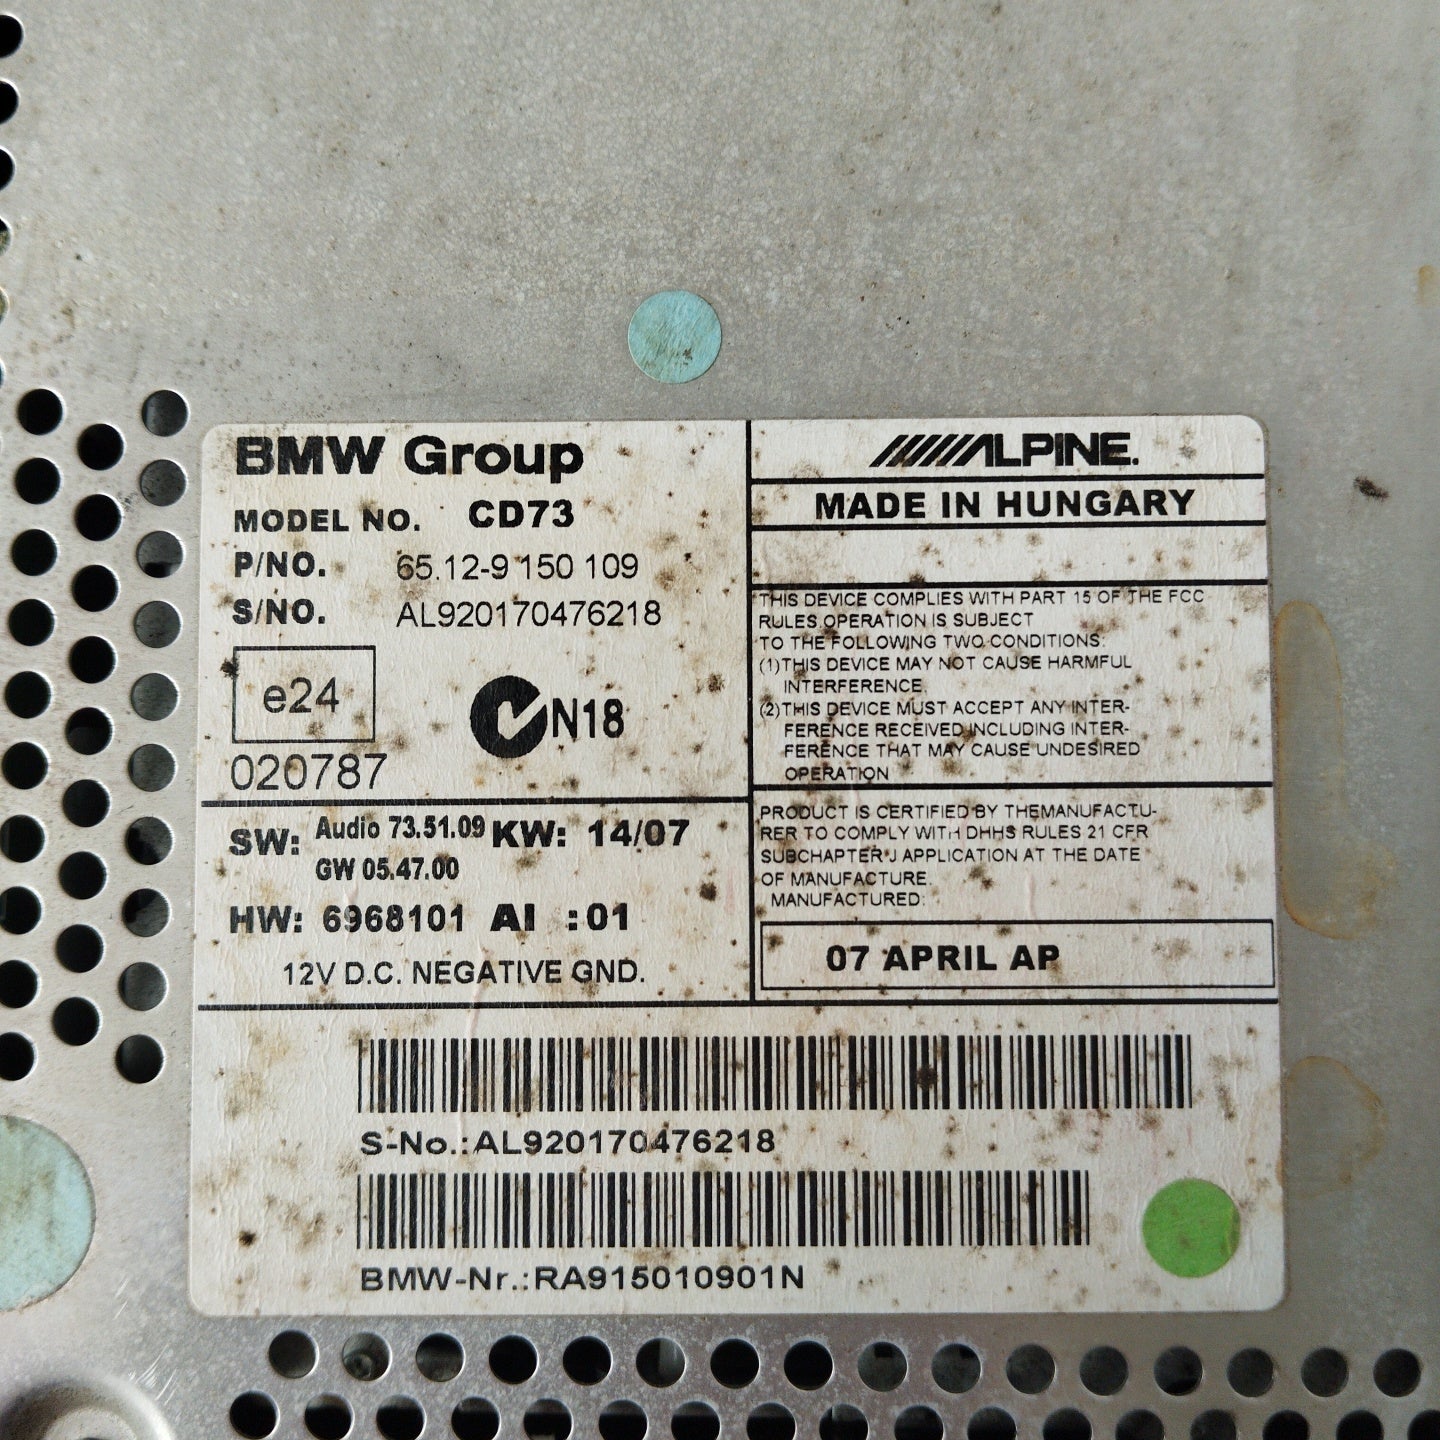 BMW Group
MODEL NO. CD73
P/NO. 65.12-9 150 109
S/NO. AL920170476218
e24
020787
N18
SW: Audio 73.51.09 KW: 14/07
GW 05.47.00
HW: 6968101 AI :01
12V D.C. NEGATIVE GND.
ALPINE.
MADE IN HUNGARY
THIS DEVICE COMPLIES WITH PART 15 OF THE FCC
RULES OPERATION IS SUBJECT
TO THE FOLLOWING TWO CONDITIONS:
(1)THIS DEVICE MAY NOT CAUSE HARMFUL
INTERFERENCE.
(2)THIS DEVICE MUST ACCEPT ANY INTER-
FERENCE RECEIVED INCLUDING INTER-
FERENCE THAT MAY CAUSE UNDESIRED
OPERATION
PRODUCT IS CERTIFIED BY THEMANUFACTU-
RER TO COMPLY WITH DHHS RULES 21 CFR
SUBCHAPTER J APPLICATION AT THE DATE
OF MANUFACTURE.
MANUFACTURED:
07 APRIL AP
S-No.:AL920170476218
BMW-Nr.:RA915010901N